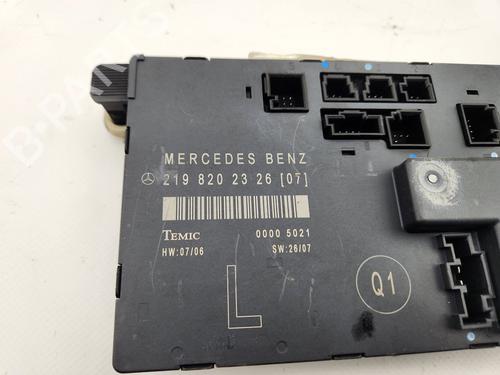 MERCEDES BENZ
219 820 23 26 [07]
TEMIC 0000 5021
HW:07/06 SW:26/07
L
Q1
B-PARTS